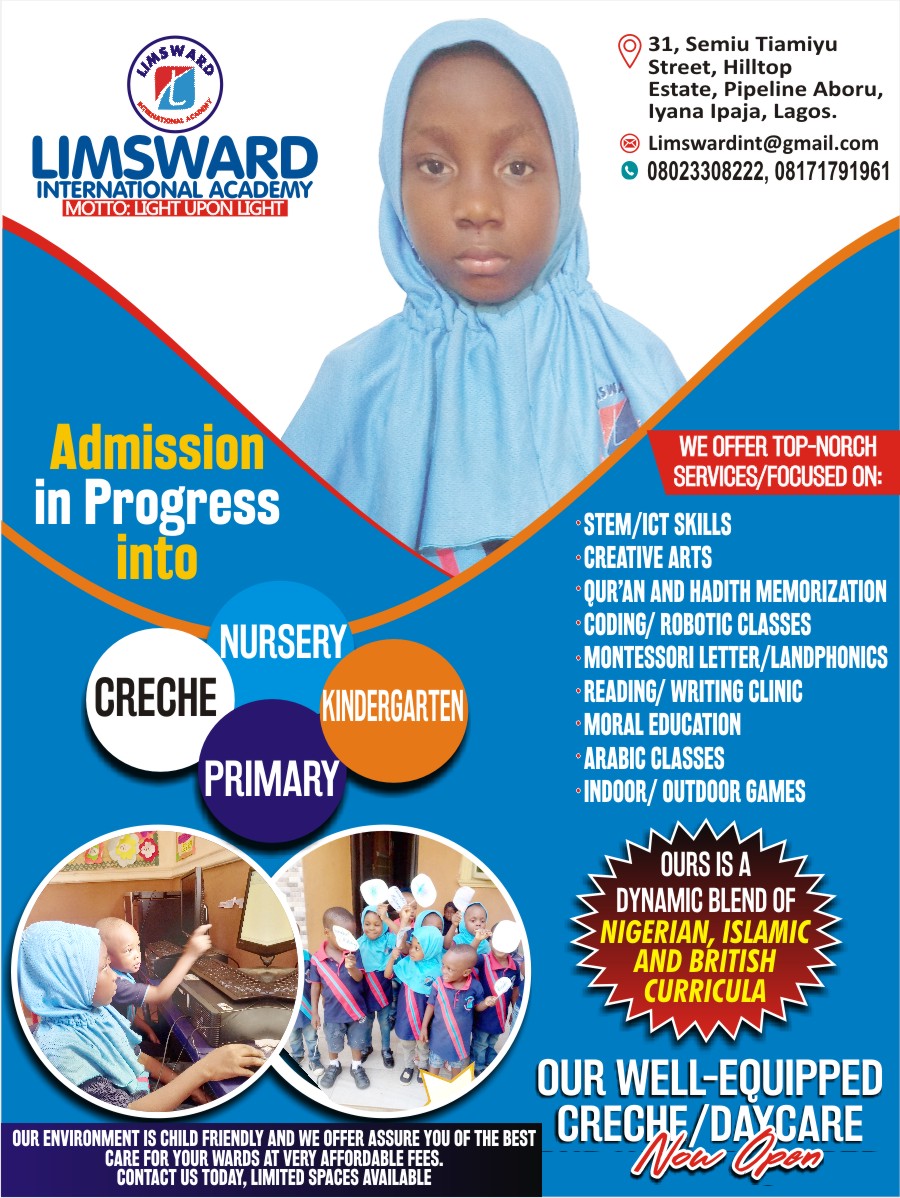 LIMSWARD
INTERNATIONAL ACADEMY
LIMSWARD
INTERNATIONAL ACADEMY
MOTTO: LIGHT UPON LIGHT
31, Semiu Tiamiyu
Street, Hilltop
Estate, Pipeline Aboru,
Iyana Ipaja, Lagos.
Limswardint@gmail.com
08023308222, 08171791961
Admission
in Progress
into
NURSERY
CRECHE
KINDERGARTEN
PRIMARY
WE OFFER TOP-NORCH
SERVICES/FOCUSED ON:
STEM/ICT SKILLS
CREATIVE ARTS
QUR'AN AND HADITH MEMORIZATION
CODING/ ROBOTIC CLASSES
MONTESSORI LETTER/LANDPHONICS
READING/ WRITING CLINIC
MORAL EDUCATION
ARABIC CLASSES
INDOOR/ OUTDOOR GAMES
OURS IS A
DYNAMIC BLEND OF
NIGERIAN, ISLAMIC
AND BRITISH
CURRICULA
OUR WELL-EQUIPPED
CRECHE/DAYCARE
Now Open
OUR ENVIRONMENT IS CHILD FRIENDLY AND WE OFFER ASSURE YOU OF THE BEST
CARE FOR YOUR WARDS AT VERY AFFORDABLE FEES.
CONTACT US TODAY, LIMITED SPACES AVAILABLE